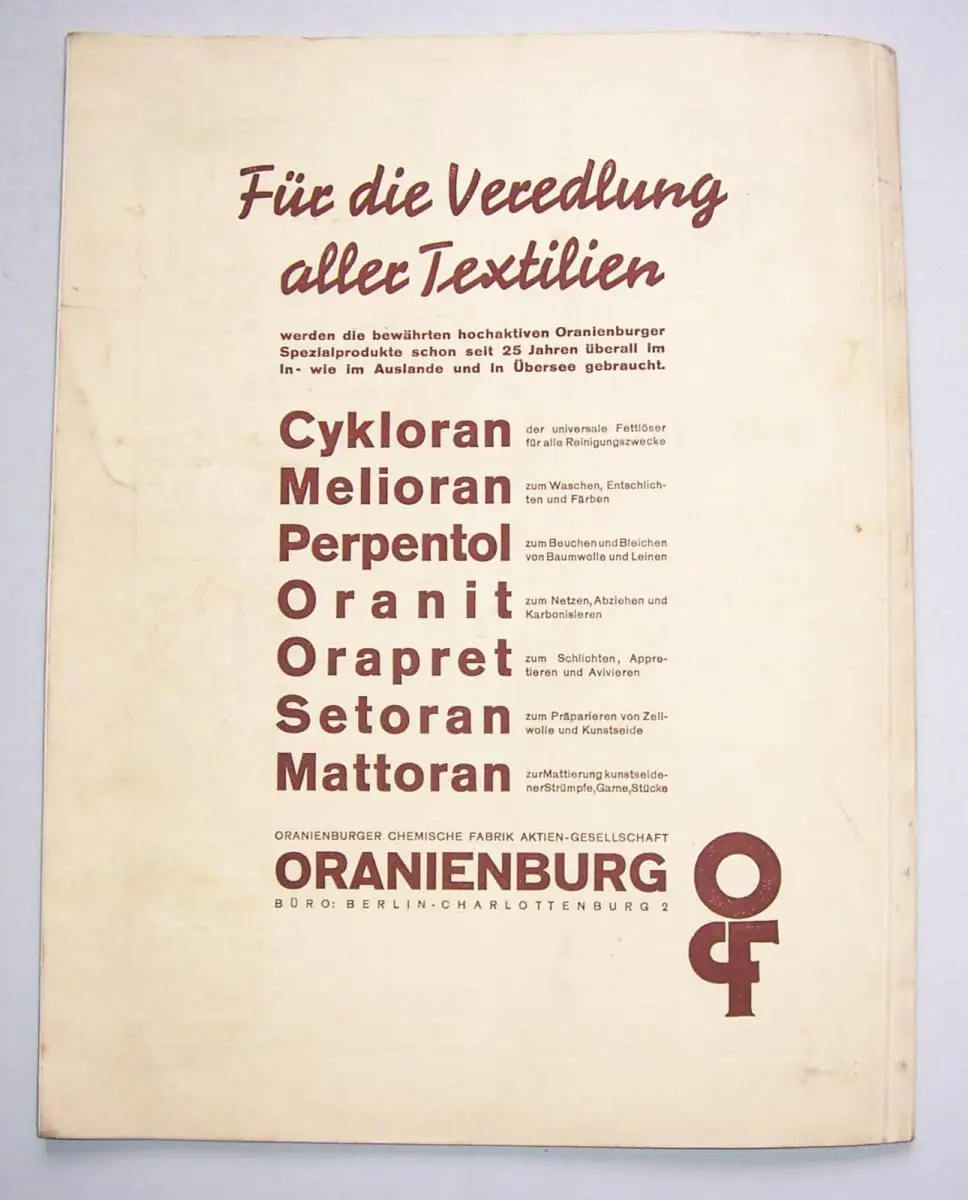 Für die Veredlung
aller Textilien
werden die bewährten hochaktiven Oranienburger
Spezialprodukte schon seit 25 Jahren überall im
In- wie im Auslande und in Übersee gebraucht.
Cykloran der universale Fettlöser
für alle Reinigungszwecke
Melioran zum Waschen, Entschlich-
ten und Färben
Perpentol zum Beuchen und Bleichen
von Baumwolle und Leinen
Oranit zum Netzen, Abziehen und
Karbonisieren
Orapret zum Schlichten, Appre-
tieren und Avivieren
Setoran zum Präparieren von Zell-
wolle und Kunstseide
Mattoran zur Mattierung kunstseide-
ner Strümpfe, Garne, Stücke
ORANIENBURGER CHEMISCHE FABRIK AKTIEN-GESELLSCHAFT
ORANIENBURG
BÜRO: BERLIN-CHARLOTTENBURG 2
O
CF